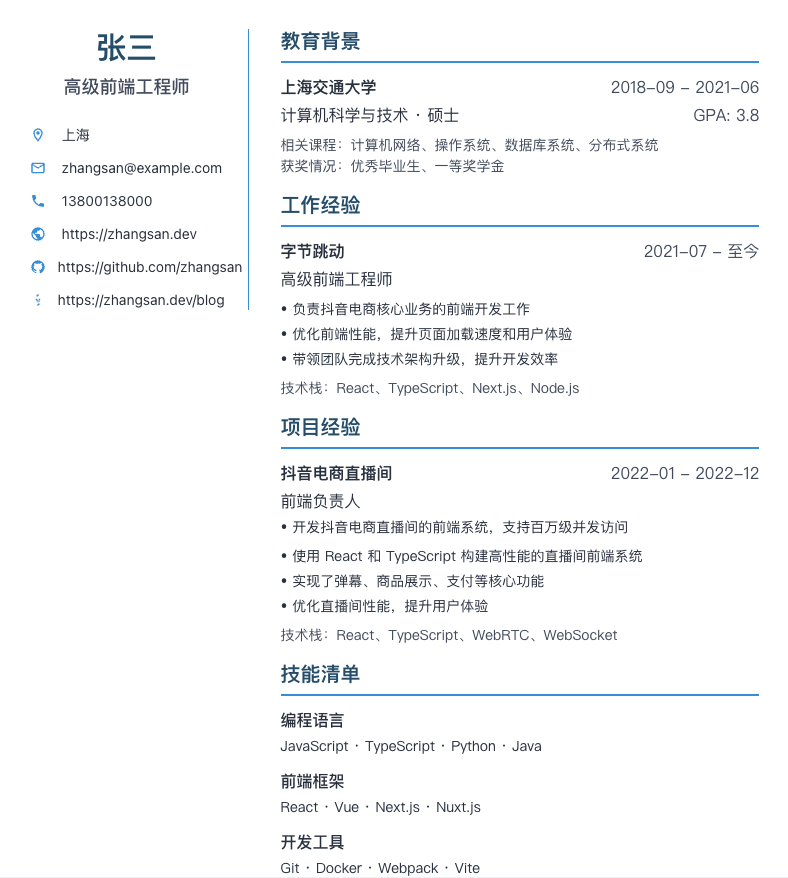 张三
高级前端工程师
上海
zhangsan@example.com
13800138000
https://zhangsan.dev
https://github.com/zhangsan
https://zhangsan.dev/blog
教育背景
上海交通大学 2018-09 - 2021-06
计算机科学与技术 · 硕士 GPA: 3.8
相关课程：计算机网络、操作系统、数据库系统、分布式系统
获奖情况：优秀毕业生、一等奖学金
工作经验
字节跳动 2021-07 - 至今
高级前端工程师
• 负责抖音电商核心业务的前端开发工作
• 优化前端性能，提升页面加载速度和用户体验
• 带领团队完成技术架构升级，提升开发效率
技术栈：React、TypeScript、Next.js、Node.js
项目经验
抖音电商直播间 2022-01 - 2022-12
前端负责人
• 开发抖音电商直播间的前端系统，支持百万级并发访问
• 使用 React 和 TypeScript 构建高性能的直播间前端系统
• 实现了弹幕、商品展示、支付等核心功能
• 优化直播间性能，提升用户体验
技术栈：React、TypeScript、WebRTC、WebSocket
技能清单
编程语言
JavaScript · TypeScript · Python · Java
前端框架
React · Vue · Next.js · Nuxt.js
开发工具
Git · Docker · Webpack · Vite